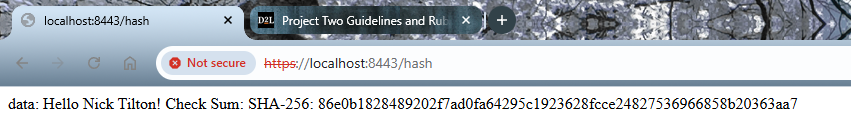 localhost:8443/hash
D2L Project Two Guidelines and Rub
Not secure https://localhost:8443/hash
data: Hello Nick Tilton! Check Sum: SHA-256: 86e0b1828489202f7ad0fa64295c1923628fcce24827536966858b20363aa7